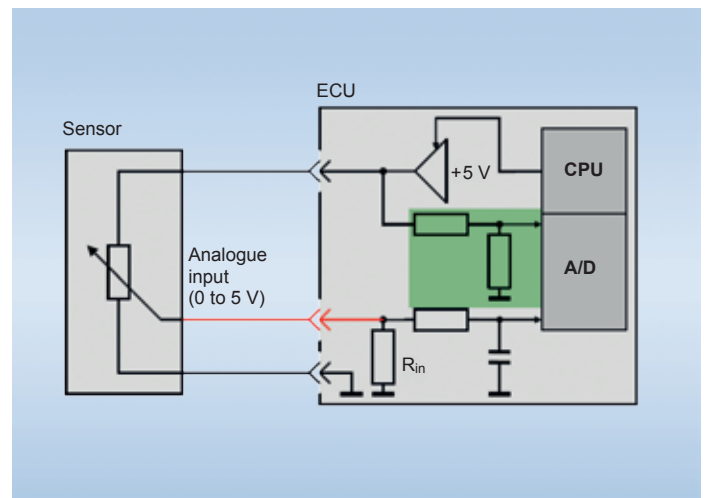 ECU
Sensor
+5 V
CPU
Analogue
input
(0 to 5 V)
A/D
Rin